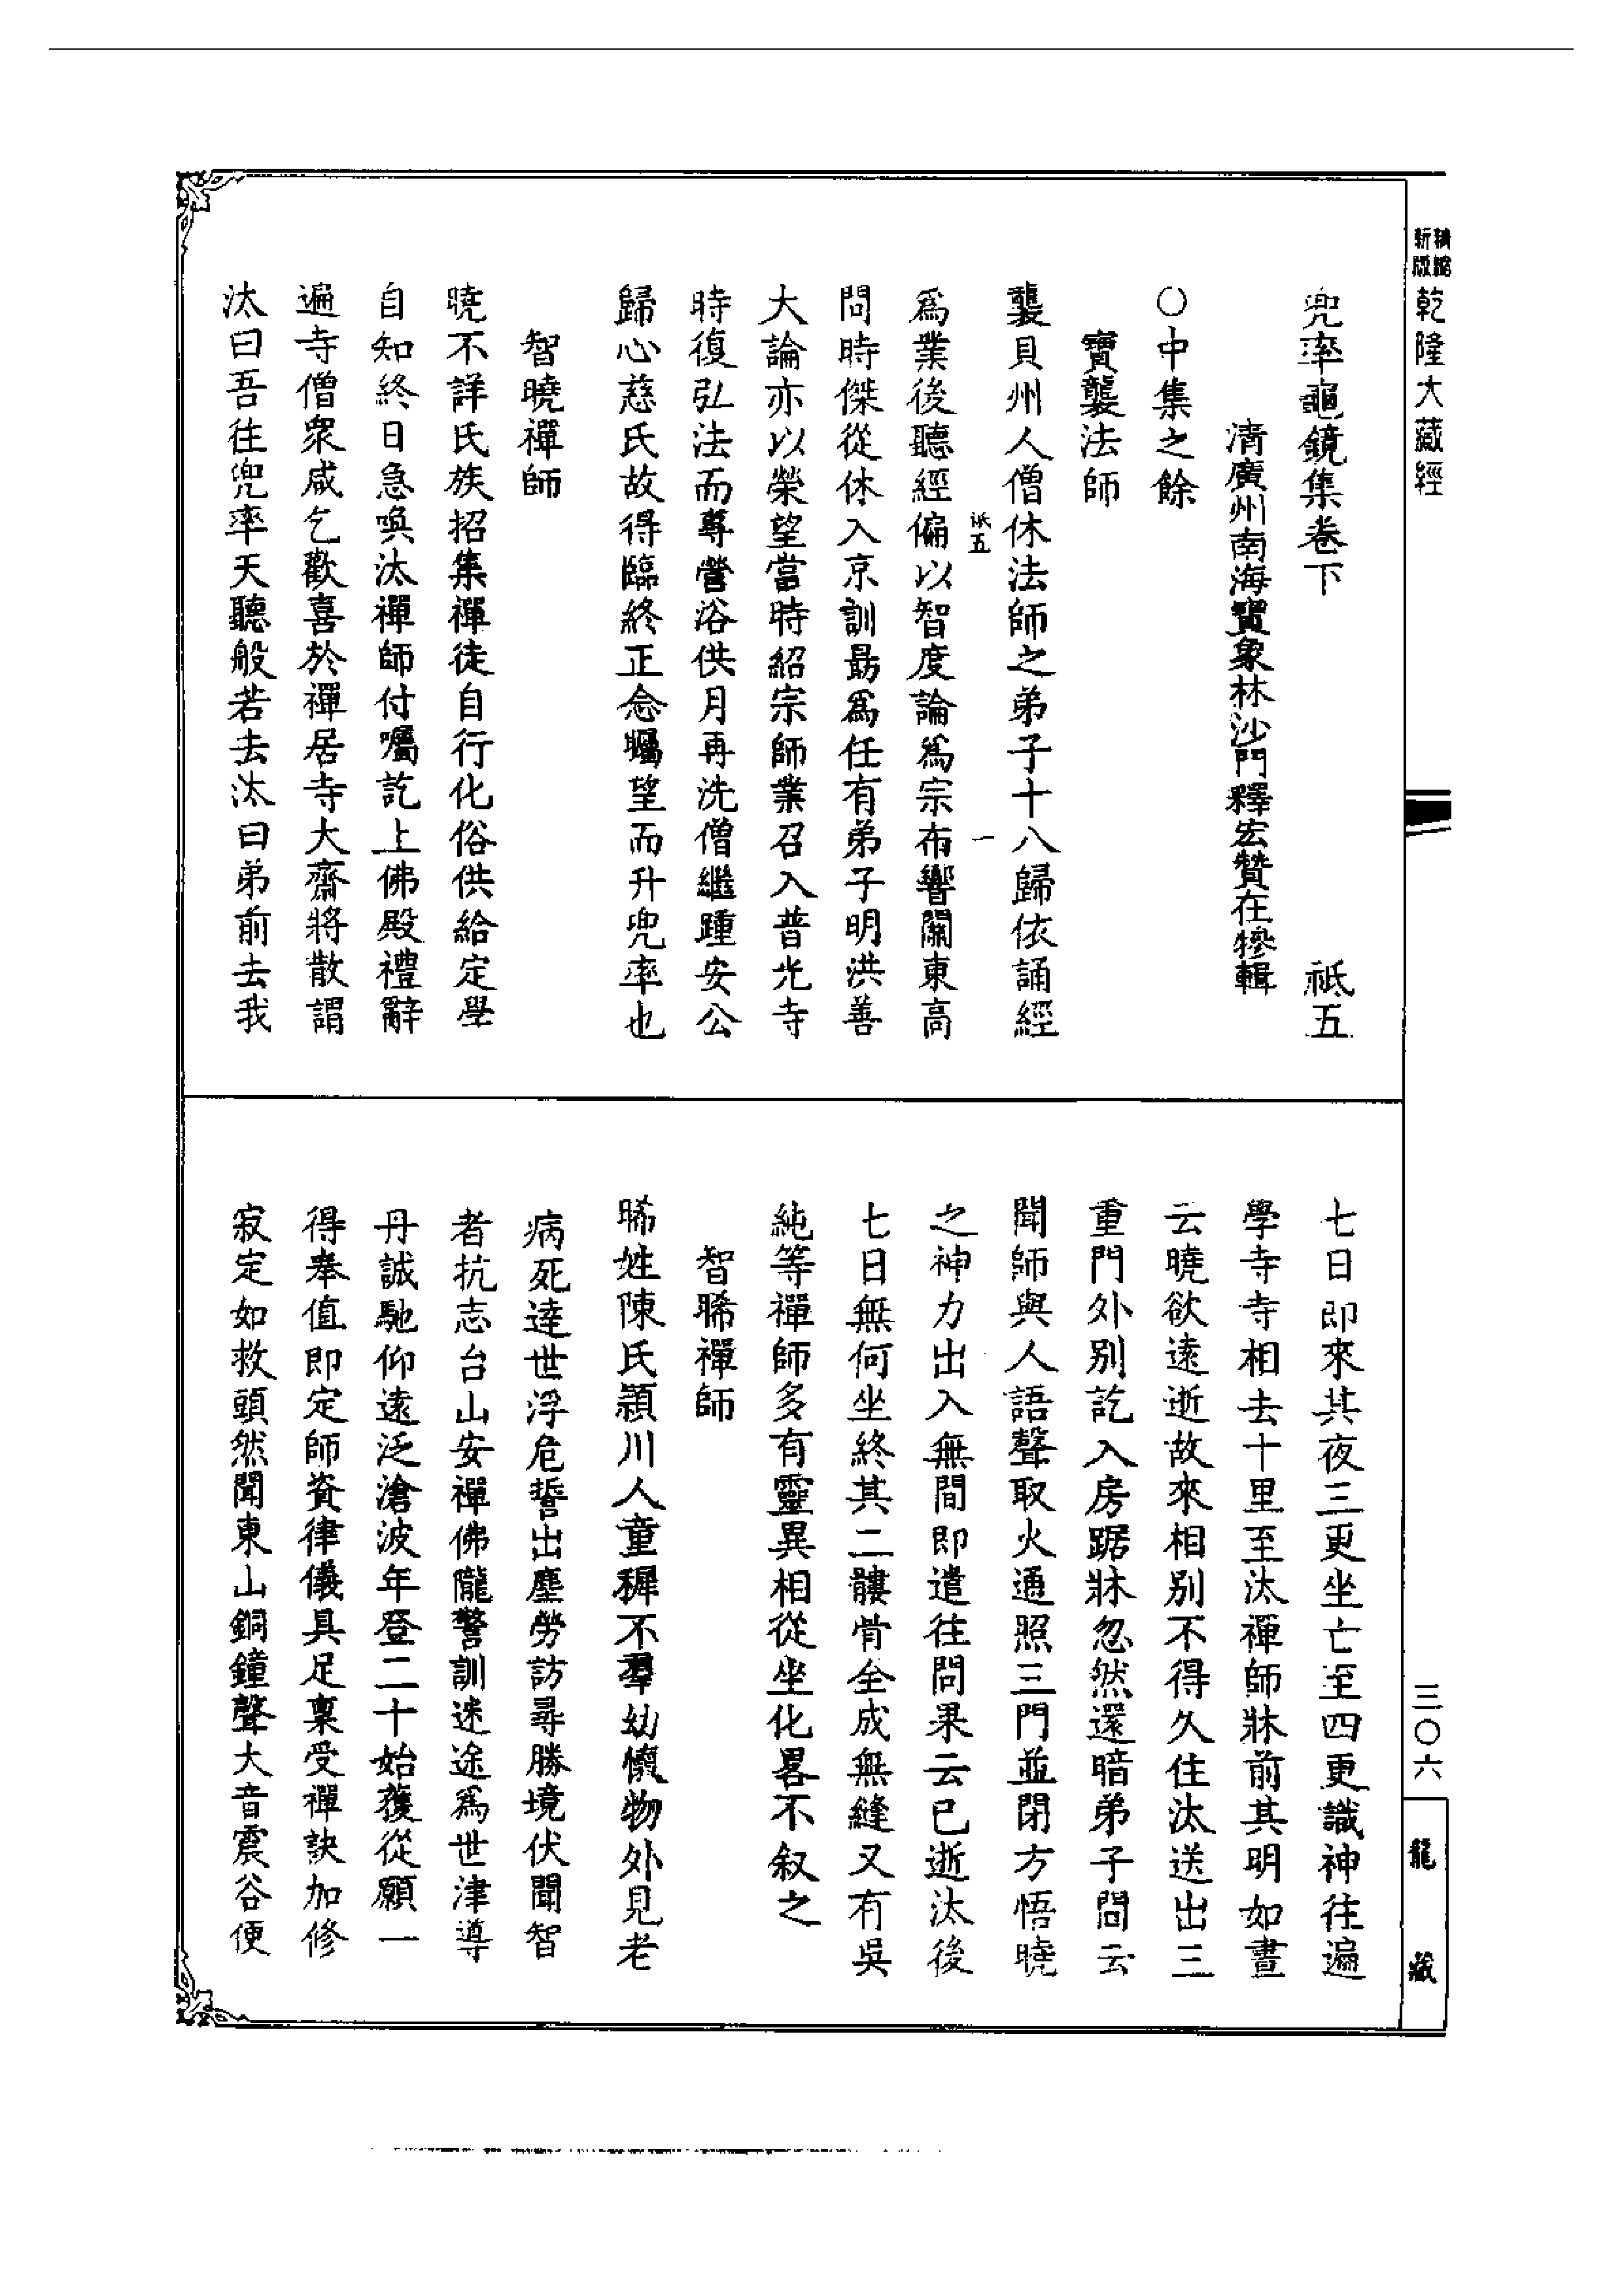 精縮
新版
乾隆大藏經
三〇六
龍藏
兜率龜鏡集卷下 祇五
清廣州南海寶象林沙門釋宏贊在犙輯
〇中集之餘
寶襲法師
襲貝州人僧休法師之弟子十八歸依誦經
祇五 一
爲業後聽經偏以智度論爲宗布響關東高
問時傑從休入京訓勗爲任有弟子明洪善
大論亦以榮望當時紹宗師業召入普光寺
時復弘法而尊營浴供月再洗僧繼踵安公
歸心慈氏故得臨終正念矚望而升兜率也
智曉禪師
曉不詳氏族招集禪徒自行化俗供給定學
自知終日急喚汰禪師付囑訖上佛殿禮辭
遍寺僧眾咸乞歡喜於禪居寺大齋將散謂
汰曰吾往兜率天聽般若去汰曰弟前去我
七日即來其夜三更坐亡至四更識神往遍
學寺寺相去十里至汰禪師牀前其明如晝
云曉欲遠逝故來相別不得久住汰送出三
重門外別訖入房踞牀忽然還暗弟子問云
聞師與人語聲取火通照三門並閉方悟曉
之神力出入無間即遣往問果云已逝汰後
七日無何坐終其二髏骨全成無縫又有吳
純等禪師多有靈異相從坐化畧不叙之
智晞禪師
晞姓陳氏穎川人童穉不羣幼懷物外見老
病死達世浮危誓出塵勞訪尋勝境伏聞智
者抗志台山安禪佛隴警訓迷途爲世津導
丹誠馳仰遠泛滄波年登二十始獲從願一
得奉值即定師資律儀具足稟受禪訣加修
寂定如救頭然聞東山銅鐘聲大音震谷便